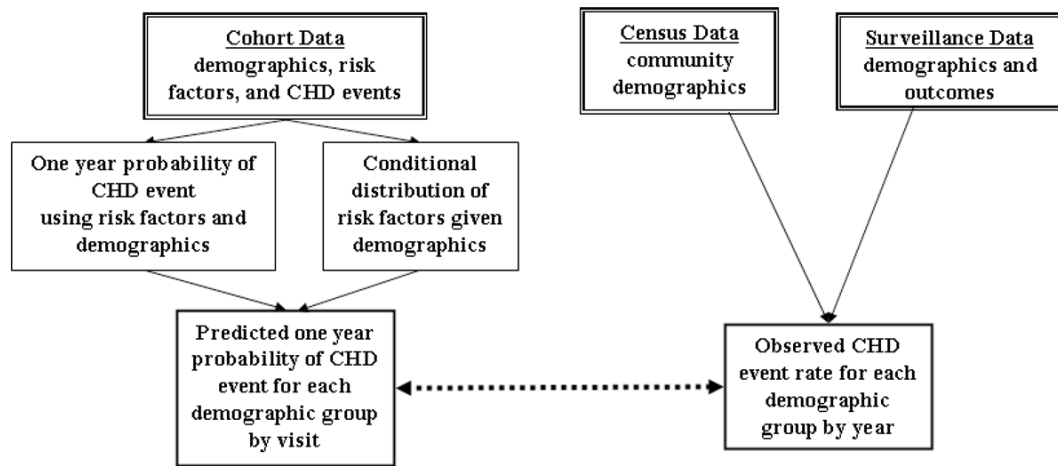 Cohort Data
demographics, risk
factors, and CHD events
Census Data
community
demographics
Surveillance Data
demographics and
outcomes
One year probability of
CHD event
using risk factors and
demographics
Conditional
distribution of
risk factors given
demographics
Predicted one year
probability of CHD
event for each
demographic group
by visit
Observed CHD
event rate for each
demographic
group by year